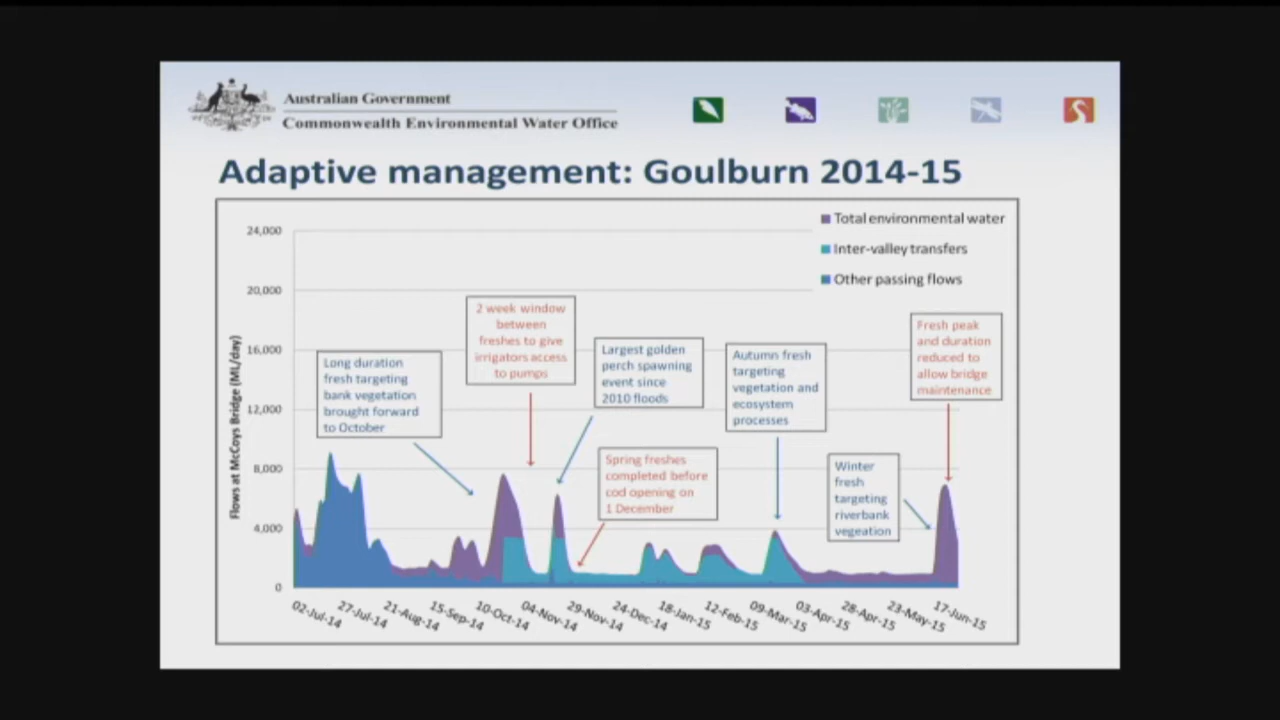 Australian Government
Commonwealth Environmental Water Office
Adaptive management: Goulburn 2014-15
Total environmental water
Inter-valley transfers
Other passing flows
Flows at McCoys Bridge (ML/day)
24,000
20,000
16,000
12,000
8,000
4,000
0
Long duration
fresh targeting
bank vegetation
brought forward
to October
2 week window
between
freshes to give
irrigators access
to pumps
Largest golden
perch spawning
event since
2010 floods
Spring freshes
completed before
cod opening on
1 December
Autumn fresh
targeting
vegetation and
ecosystem
processes
Winter
fresh
targeting
riverbank
vegeation
Fresh peak
and duration
reduced to
allow bridge
maintenance
02-Jul-14
27-Jul-14
21-Aug-14
15-Sep-14
10-Oct-14
04-Nov-14
29-Nov-14
24-Dec-14
18-Jan-15
12-Feb-15
09-Mar-15
03-Apr-15
28-Apr-15
23-May-15
17-Jun-15